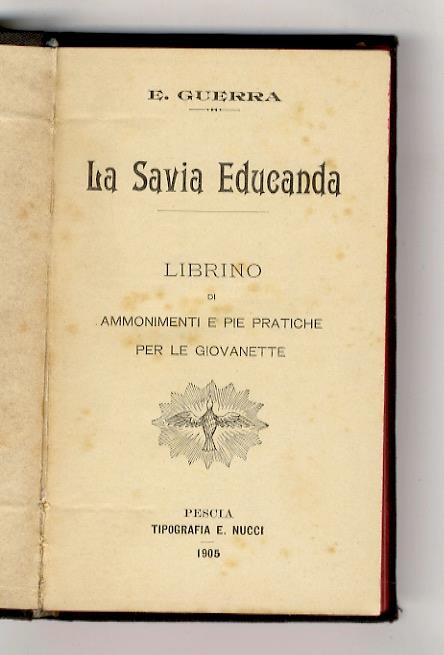 E. GUERRA
La Savia Educanda
LIBRINO
DI
AMMONIMENTI E PIE PRATICHE
PER LE GIOVANETTE
PESCIA
TIPOGRAFIA E. NUCCI
1905